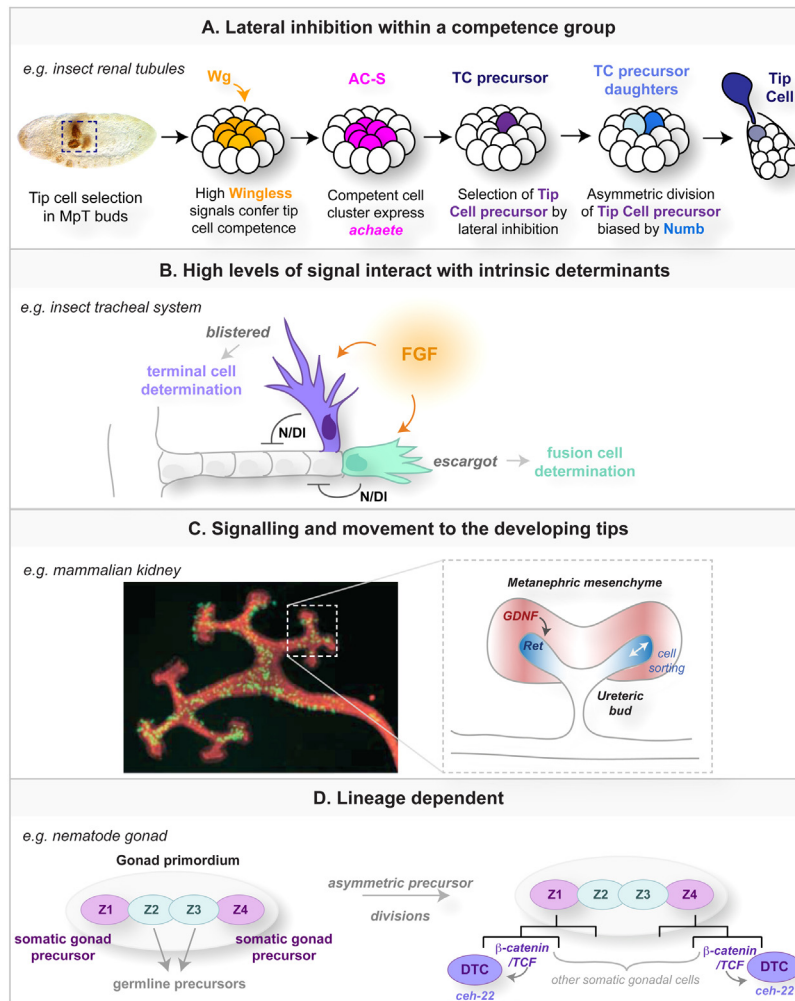 A. Lateral inhibition within a competence group
e.g. insect renal tubules
Wg
AC-S
TC precursor
TC precursor
daughters
Tip
Cell
Tip cell selection
in MpT buds
High Wingless
signals confer tip
cell competence
Competent cell
cluster express
achaete
Selection of Tip
Cell precursor by
lateral inhibition
Asymmetric division
of Tip Cell precursor
biased by Numb
B. High levels of signal interact with intrinsic determinants
e.g. insect tracheal system
blistered
FGF
terminal cell
determination
N/Dl
escargot
fusion cell
determination
N/Dl
C. Signalling and movement to the developing tips
e.g. mammalian kidney
Metanephric mesenchyme
GDNF
Ret
cell
sorting
Ureteric
bud
D. Lineage dependent
e.g. nematode gonad
Gonad primordium
Z1 Z2 Z3 Z4
somatic gonad
precursor
somatic gonad
precursor
germline precursors
asymmetric precursor
divisions
Z1 Z2 Z3 Z4
β-catenin
/TCF
β-catenin
/TCF
DTC
DTC
ceh-22
other somatic gonadal cells
ceh-22